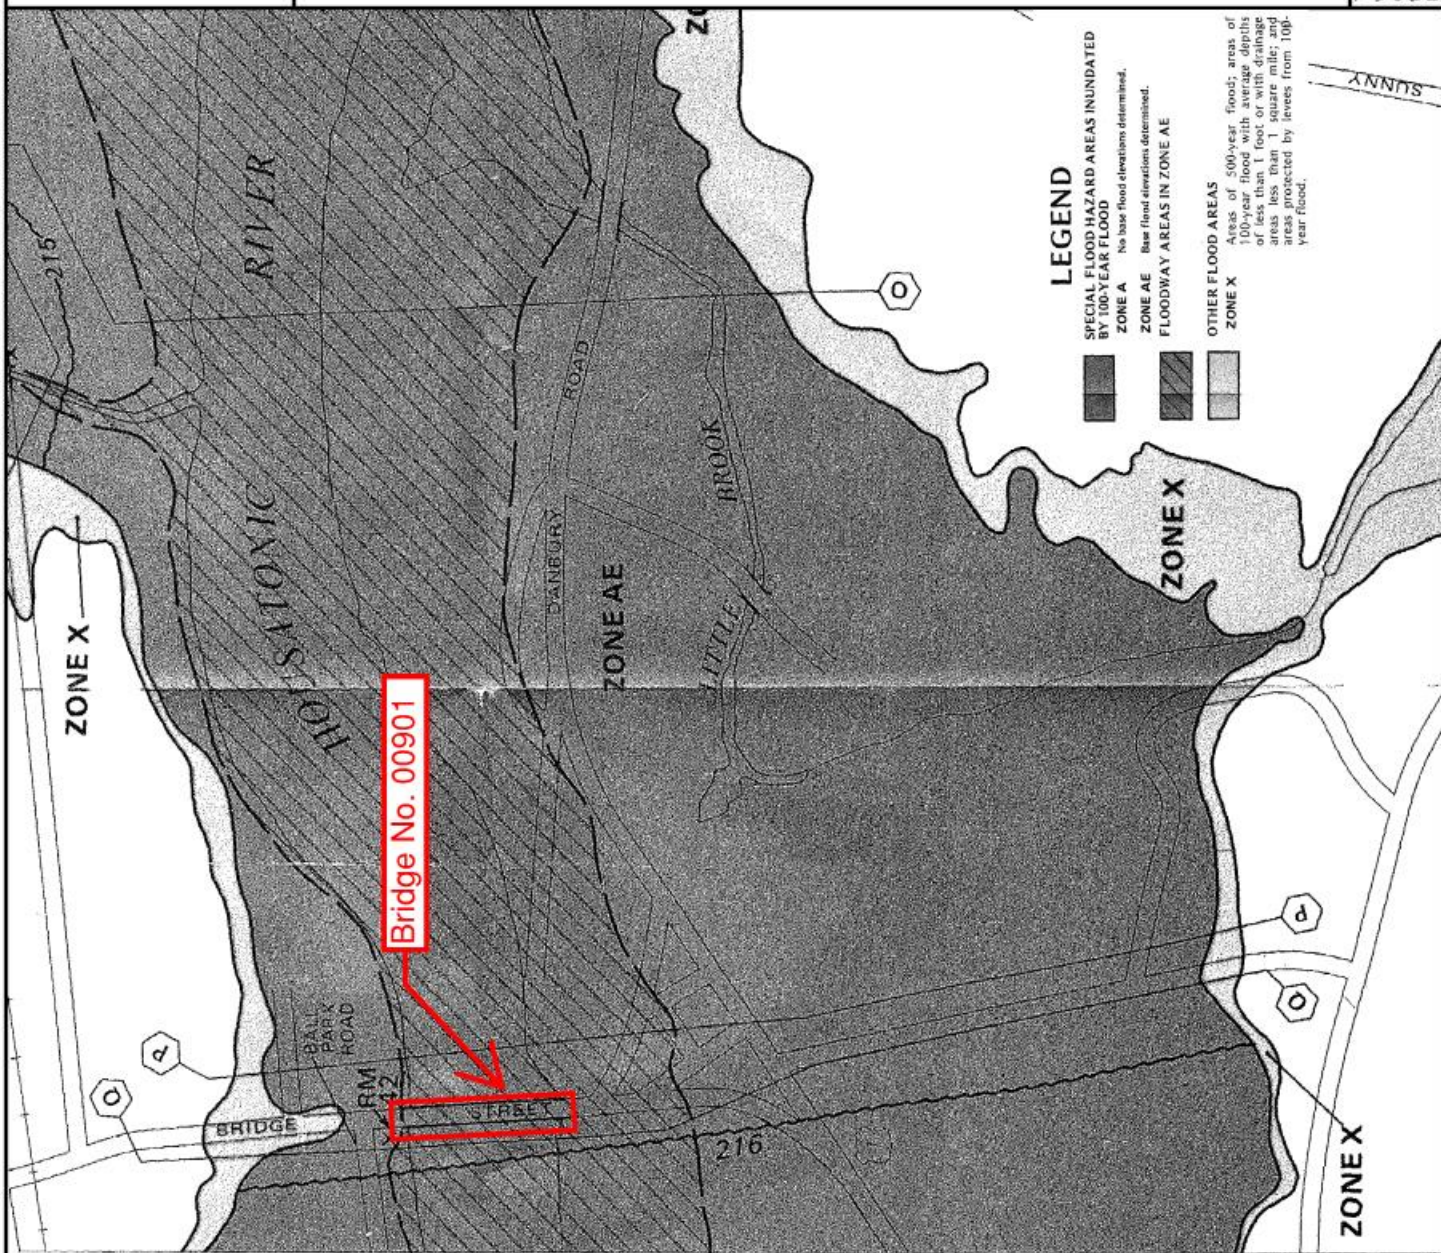 ZONE X
215
RIVER
HOUSATONIC
ROAD
DANBURY
ZONE AE
BROOK
LITTLE
O
Bridge No. 00901
BALL
PARK
ROAD
RM
42
BRIDGE
STREET
216
P
Q
P
Q
ZONE X
ZONE X
SUNNY
LEGEND
SPECIAL FLOOD HAZARD AREAS INUNDATED
BY 100-YEAR FLOOD
ZONE A No base flood elevations determined.
ZONE AE Base flood elevations determined.
FLOODWAY AREAS IN ZONE AE
OTHER FLOOD AREAS
ZONE X Areas of 500-year flood; areas of
100-year flood with average depths
of less than 1 foot or with drainage
areas less than 1 square mile; and
areas protected by levees from 100-
year flood.